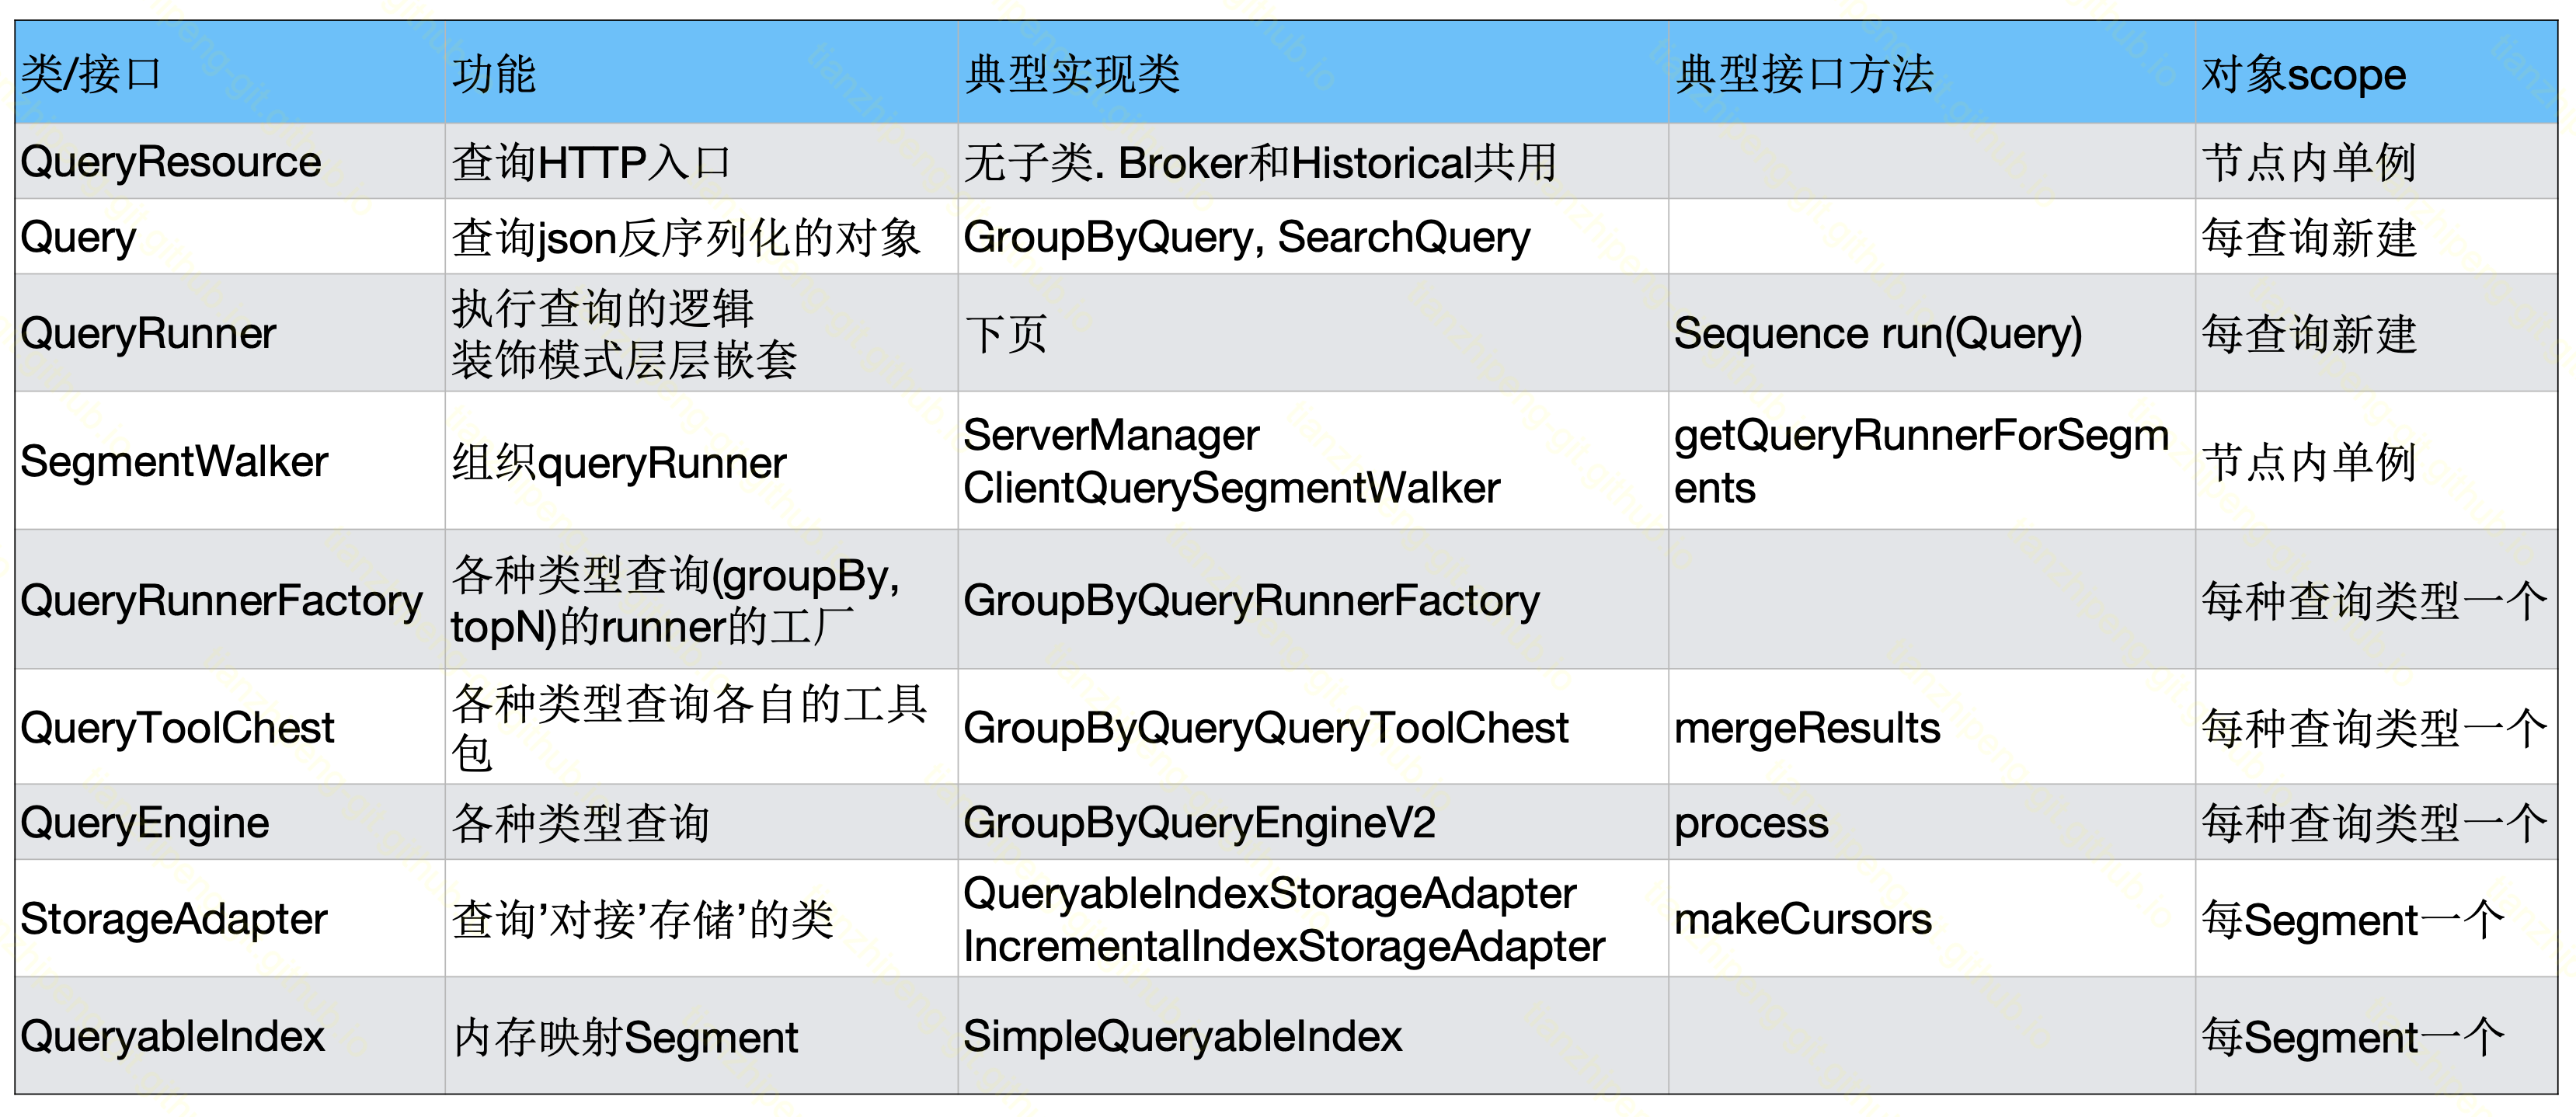 类/接口 功能 典型实现类 典型接口方法 对象scope
QueryResource 查询HTTP入口 无子类. Broker和Historical共用 节点内单例
Query 查询json反序列化的对象 GroupByQuery, SearchQuery 每查询新建
QueryRunner 执行查询的逻辑
装饰模式层层嵌套 下页 Sequence run(Query) 每查询新建
SegmentWalker 组织queryRunner ServerManager
ClientQuerySegmentWalker getQueryRunnerForSegm
ents 节点内单例
QueryRunnerFactory 各种类型查询(groupBy,
topN)的runner的工厂 GroupByQueryRunnerFactory 每种查询类型一个
QueryToolChest 各种类型查询各自的工具
包 GroupByQueryQueryToolChest mergeResults 每种查询类型一个
QueryEngine 各种类型查询 GroupByQueryEngineV2 process 每种查询类型一个
StorageAdapter 查询’对接’存储’的类 QueryableIndexStorageAdapter
IncrementalIndexStorageAdapter makeCursors 每Segment一个
QueryableIndex 内存映射Segment SimpleQueryableIndex 每Segment一个
tianzhipeng-git.github.io